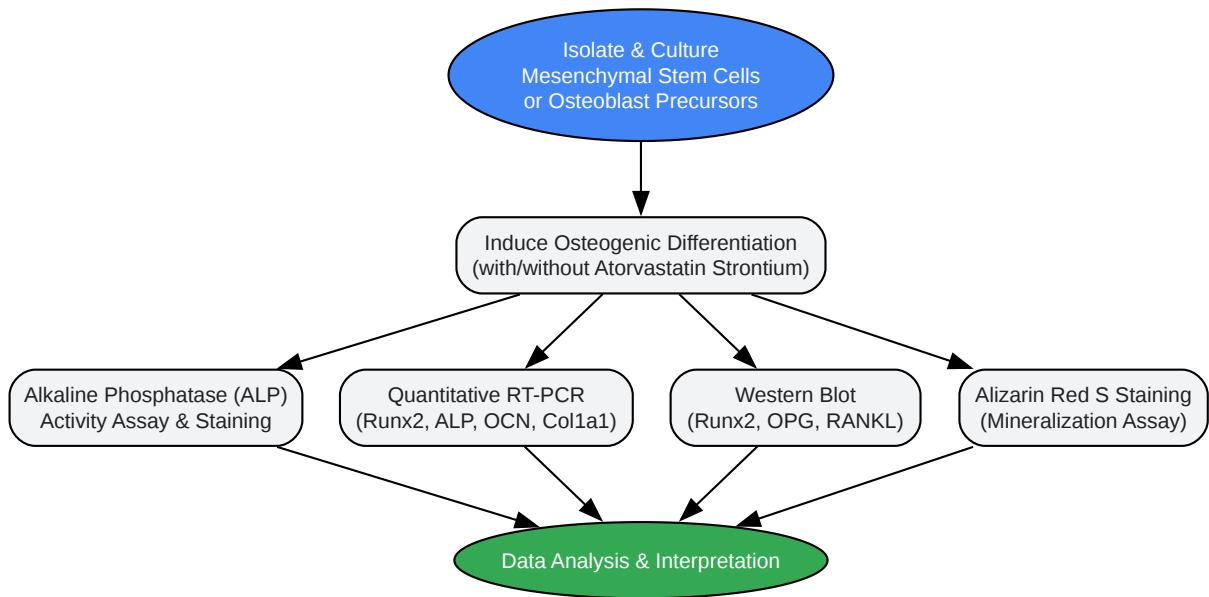 Isolate & Culture
Mesenchymal Stem Cells
or Osteoblast Precursors
Induce Osteogenic Differentiation
(with/without Atorvastatin Strontium)
Alkaline Phosphatase (ALP)
Activity Assay & Staining
Quantitative RT-PCR
(Runx2, ALP, OCN, Col1a1)
Western Blot
(Runx2, OPG, RANKL)
Alizarin Red S Staining
(Mineralization Assay)
Data Analysis & Interpretation